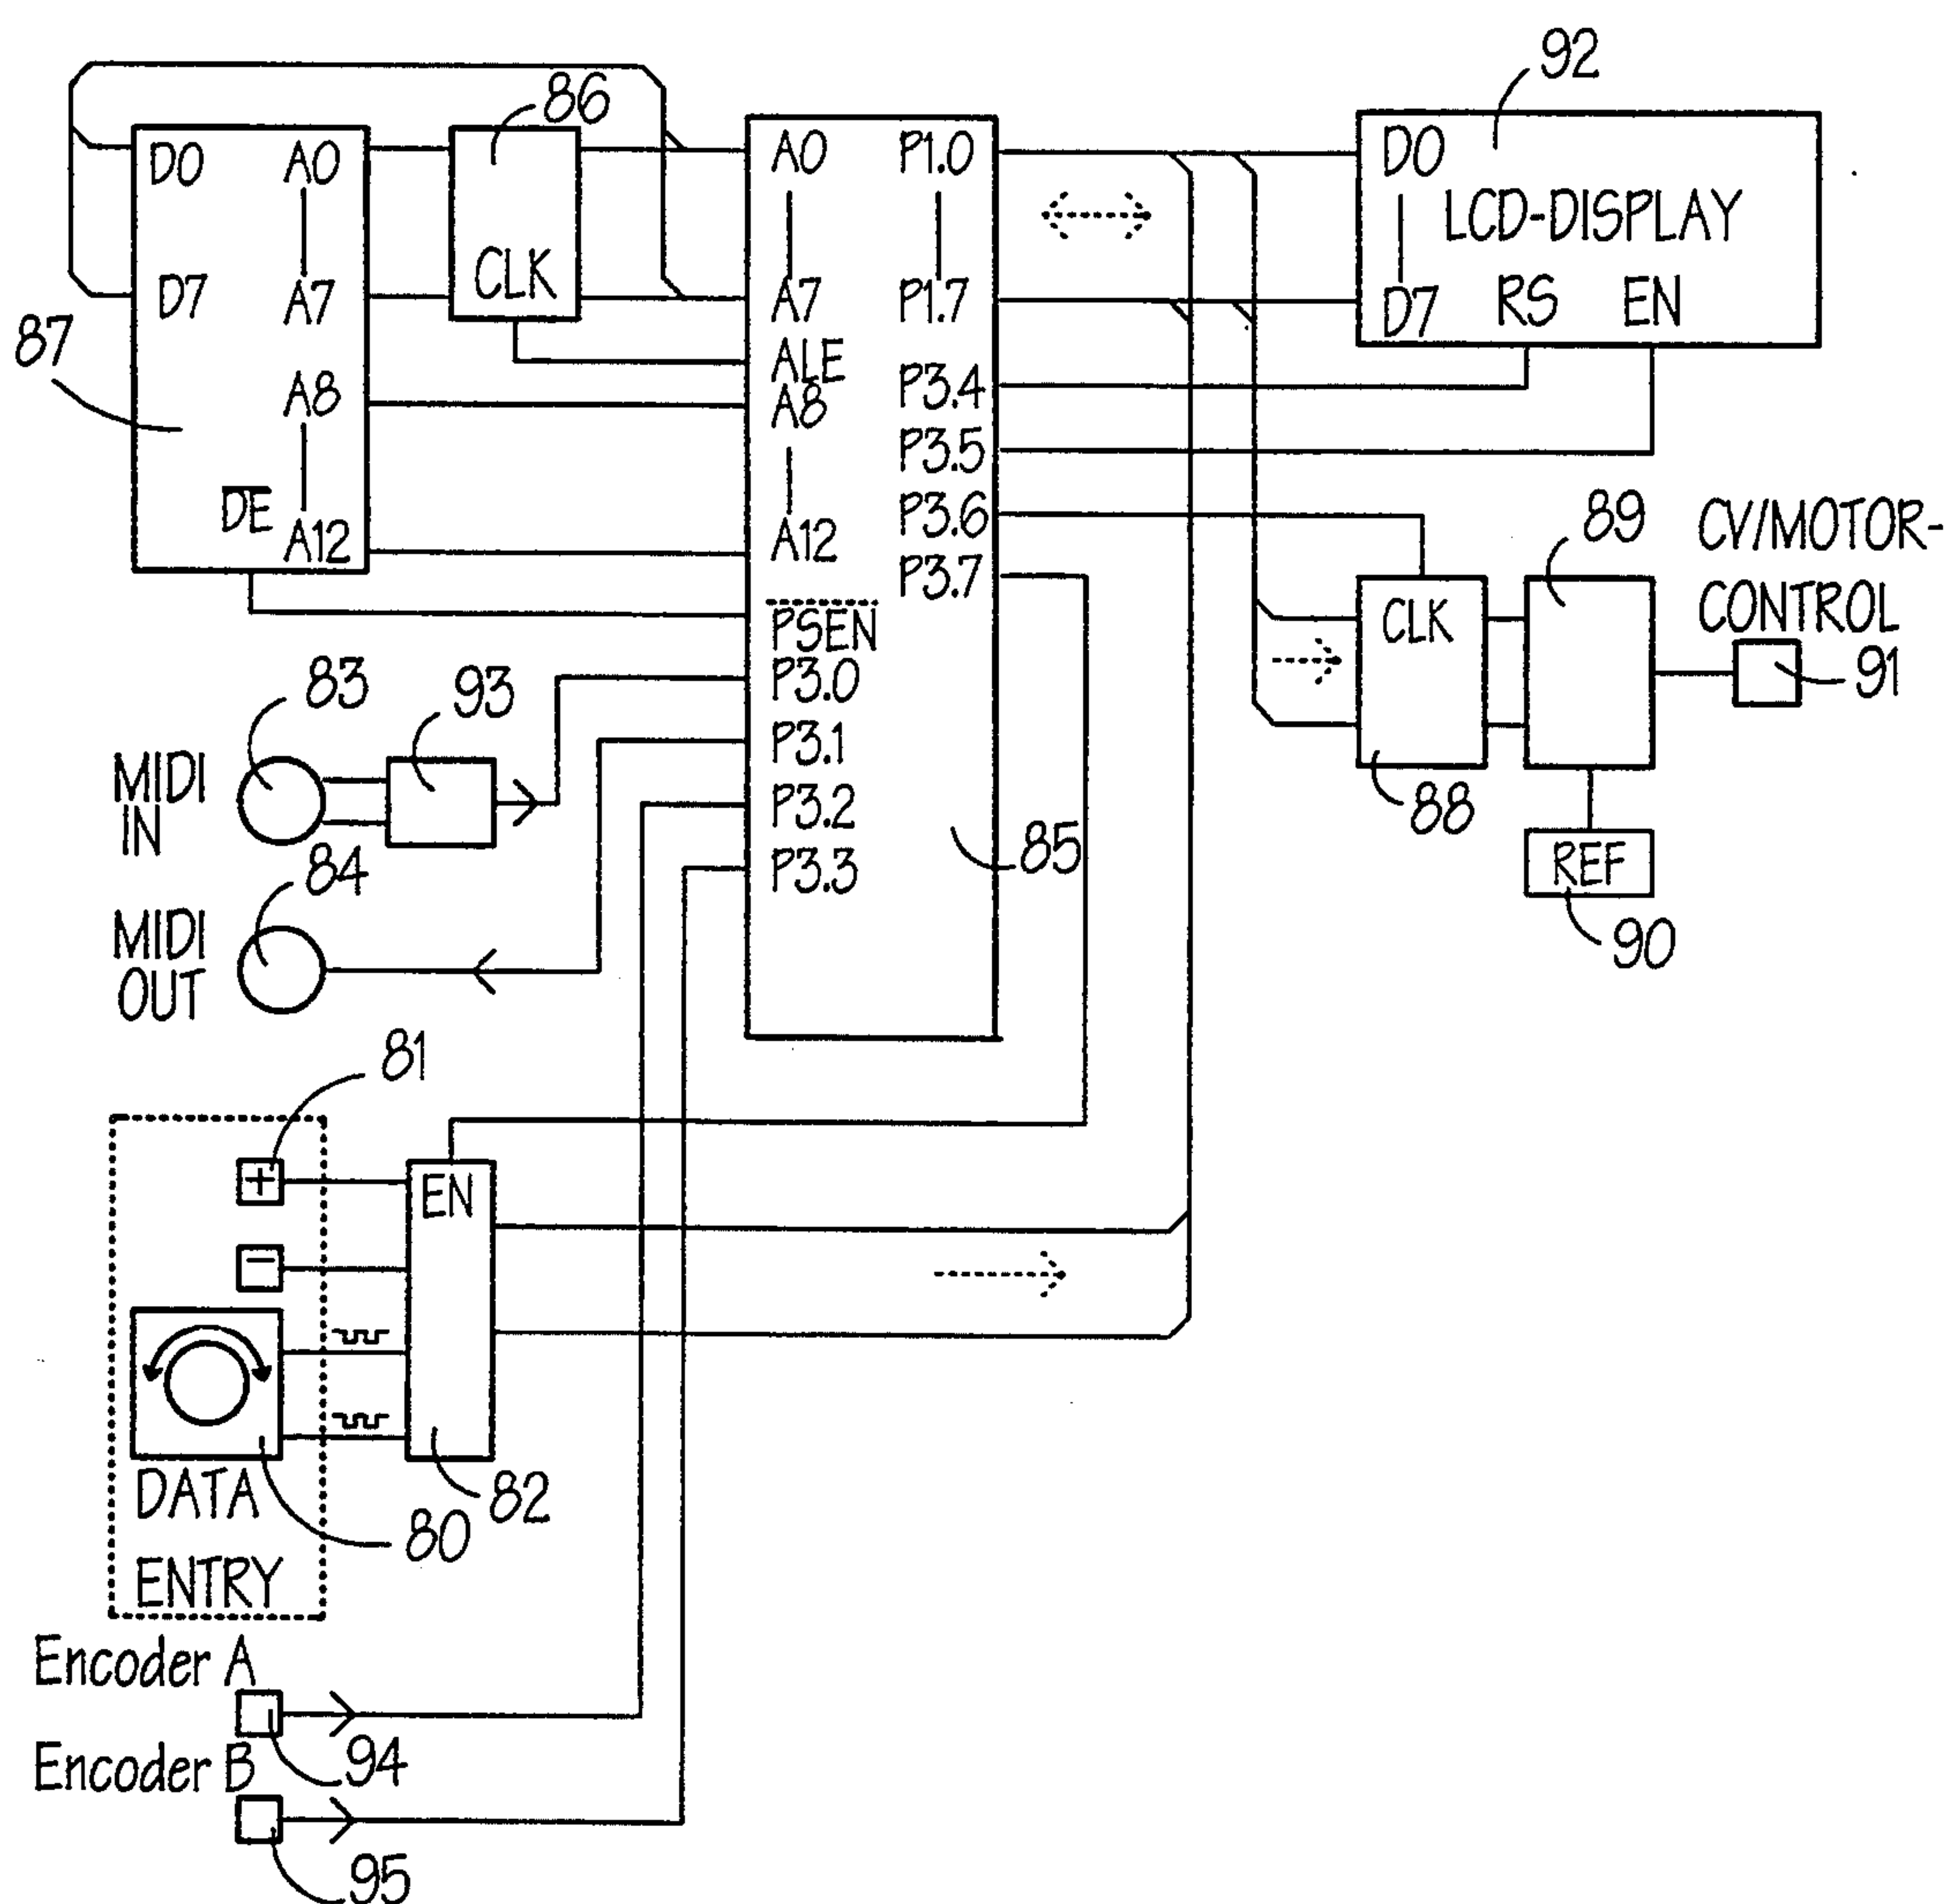 92
86
D0
A0
A0
P1.0
D0
LCD-DISPLAY
CLK
D7
A7
A7
P1.7
D7
RS
EN
87
ALE
A8
A8
P3.4
P3.5
DE
A12
A12
P3.6
P3.7
89
CV/MOTOR-
CONTROL
CLK
91
PSEN
P3.0
83
93
P3.1
MIDI
IN
P3.2
88
84
P3.3
85
REF
90
MIDI
OUT
81
+
EN
−
82
DATA
80
ENTRY
Encoder A
94
Encoder B
95